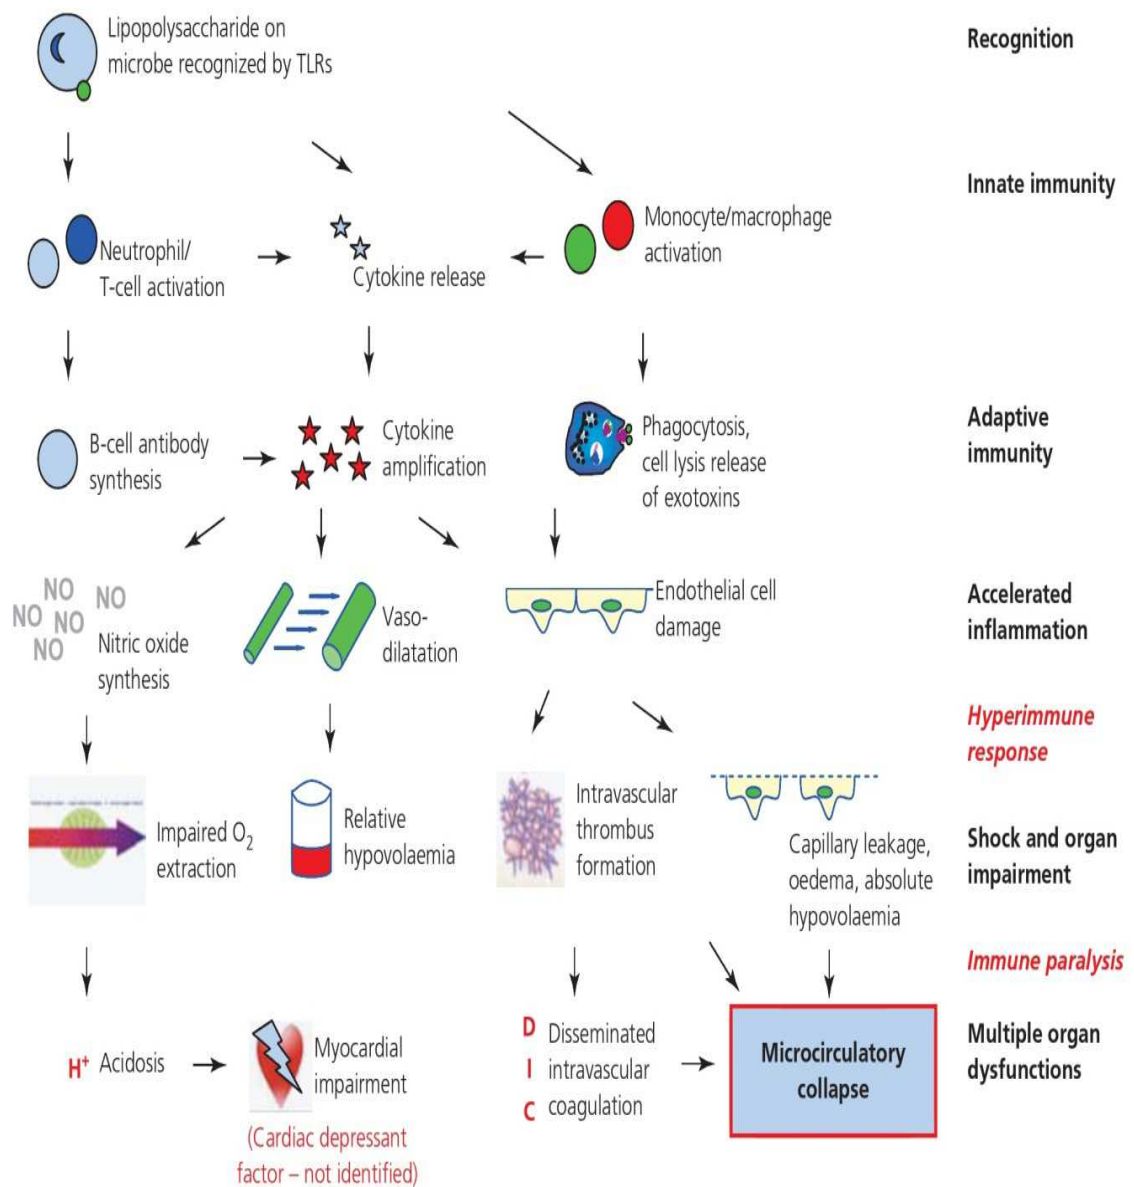 Lipopolysaccharide on
microbe recognized by TLRs
Recognition
Innate immunity
Neutrophil/
T-cell activation
Cytokine release
Monocyte/macrophage
activation
Adaptive
immunity
B-cell antibody
synthesis
Cytokine
amplification
Phagocytosis,
cell lysis release
of exotoxins
Accelerated
inflammation
NO
NO
NO
NO
NO
Nitric oxide
synthesis
Vaso-
dilatation
Endothelial cell
damage
Hyperimmune
response
Impaired O2
extraction
Relative
hypovolaemia
Intravascular
thrombus
formation
Capillary leakage,
oedema, absolute
hypovolaemia
Shock and organ
impairment
Immune paralysis
H+ Acidosis
Myocardial
impairment
(Cardiac depressant
factor – not identified)
D Disseminated
I intravascular
C coagulation
Microcirculatory
collapse
Multiple organ
dysfunctions